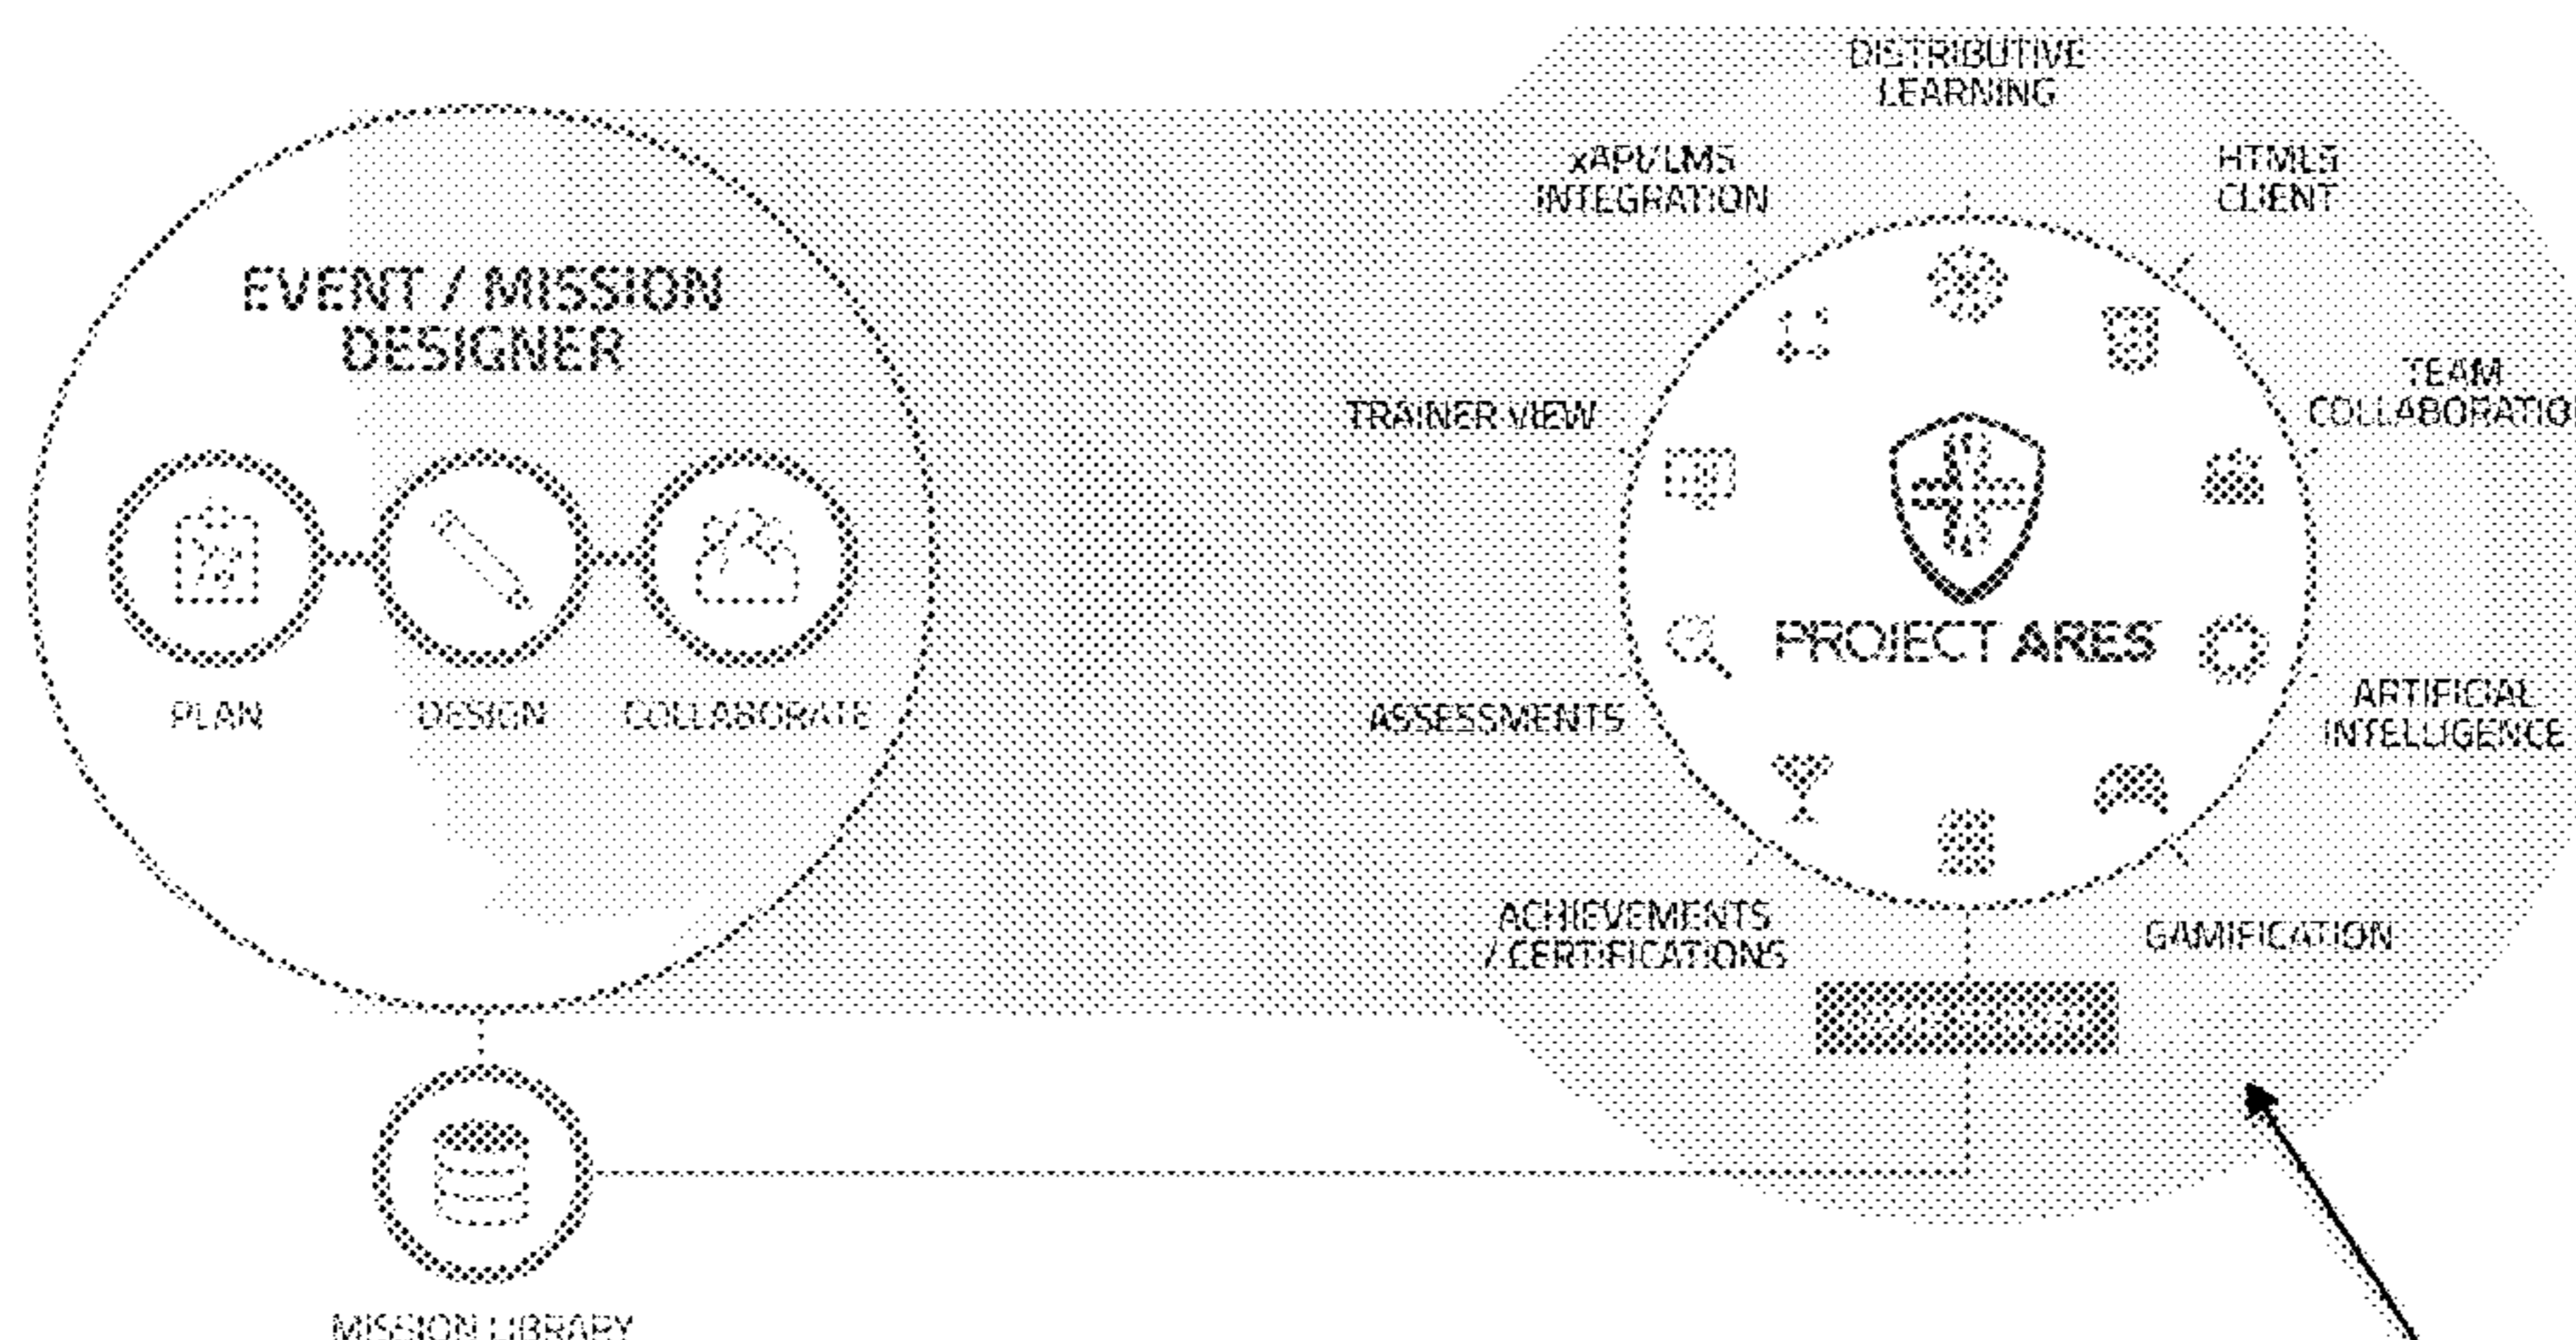 DISTRIBUTIVE
LEARNING
xAPI/LMS
INTEGRATION
HTML5
CLIENT
EVENT / MISSION
DESIGNER
TRAINER VIEW
TEAM
COLLABORATIO
PROJECT ARES
PLAN
DESIGN
COLLABORATE
ASSESSMENTS
ARTIFICIAL
INTELLIGENCE
ACHIEVEMENTS
/ CERTIFICATIONS
GAMIFICATION
MISSION LIBRARY